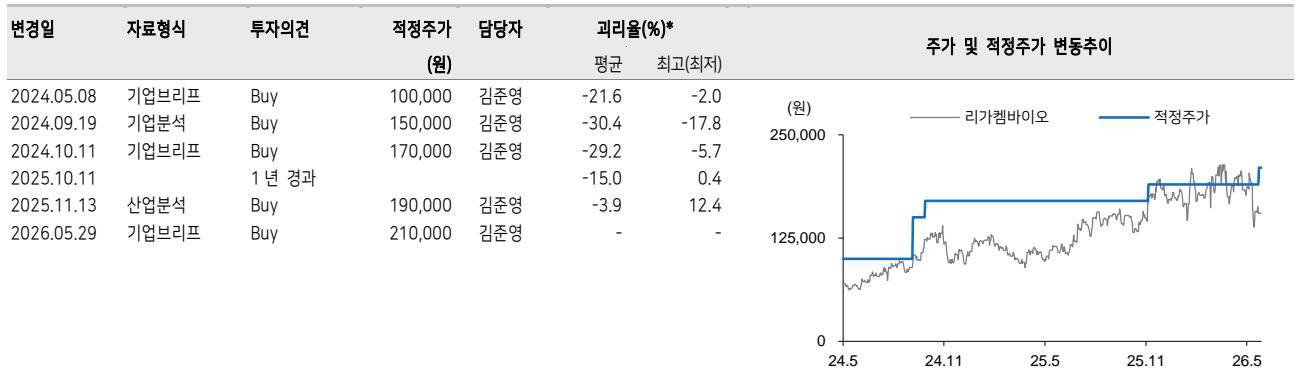 변경일 자료형식 투자의견 적정주가 담당자 괴리율(%)*
(원) 평균 최고(최저)
2024.05.08 기업브리프 Buy 100,000 김준영 -21.6 -2.0
2024.09.19 기업분석 Buy 150,000 김준영 -30.4 -17.8
2024.10.11 기업브리프 Buy 170,000 김준영 -29.2 -5.7
2025.10.11 1년 경과 -15.0 0.4
2025.11.13 산업분석 Buy 190,000 김준영 -3.9 12.4
2026.05.29 기업브리프 Buy 210,000 김준영 - -
주가 및 적정주가 변동추이
(원) 리가켐바이오 적정주가
250,000
125,000
0
24.5 24.11 25.5 25.11 26.5